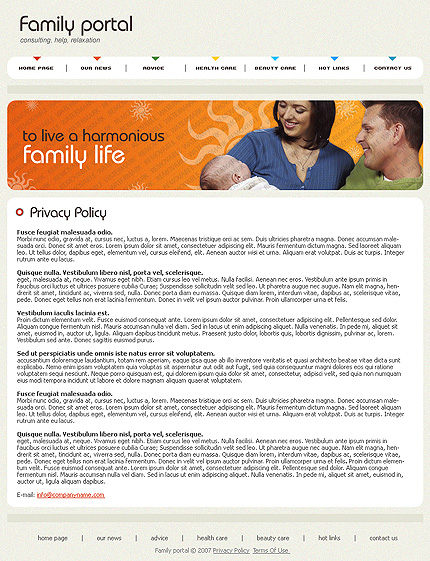 Family portal
consulting, help, relaxation
HOME PAGE | OUR NEWS | ADVICE | HEALTH CARE | BEAUTY CARE | HOT LINKS | CONTACT US
to live a harmonious
family life
Privacy Policy
Fusce feugiat malesuada odio.
Morbi nunc odio, gravida at, cursus nec, luctus a, lorem. Maecenas tristique orci ac sem. Duis ultricies pharetra magna. Donec accumsan male-
suada orci. Donec sit amet eros. Lorem ipsum dolor sit amet, consectetuer adipiscing elit. Mauris fermentum dictum magna. Sed laoreet aliquam
leo. Ut tellus dolor, dapibus eget, elementum vel, cursus eleifend, elit. Aenean auctor wisi et urna. Aliquam erat volutpat. Duis ac turpis. Integer
rutrum ante eu lacus.
Quisque nulla. Vestibulum libero nisl, porta vel, scelerisque.
eget, malesuada at, neque. Vivamus eget nibh. Etiam cursus leo vel metus. Nulla facilisi. Aenean nec eros. Vestibulum ante ipsum primis in
faucibus orci luctus et ultrices posuere cubilia Curae; Suspendisse sollicitudin velit sed leo. Ut pharetra augue nec augue. Nam elit magna, hen-
drerit sit amet, tincidunt ac, viverra sed, nulla. Donec porta diam eu massa. Quisque diam lorem, interdum vitae, dapibus ac, scelerisque vitae,
pede. Donec eget tellus non erat lacinia fermentum. Donec in velit vel ipsum auctor pulvinar. Proin ullamcorper urna et felis.
Vestibulum iaculis lacinia est.
Proin dictum elementum velit. Fusce euismod consequat ante. Lorem ipsum dolor sit amet, consectetuer adipiscing elit. Pellentesque sed dolor.
Aliquam congue fermentum nisl. Mauris accumsan nulla vel diam. Sed in lacus ut enim adipiscing aliquet. Nulla venenatis. In pede mi, aliquet sit
amet, euismod in, auctor ut, ligula. Aliquam dapibus tincidunt metus. Praesent justo dolor, lobortis quis, lobortis dignissim, pulvinar ac, lorem.
Vestibulum sed ante. Donec sagittis euismod purus.
Sed ut perspiciatis unde omnis iste natus error sit voluptatem.
accusantium doloremque laudantium, totam rem aperiam, eaque ipsa quae ab illo inventore veritatis et quasi architecto beatae vitae dicta sunt
explicabo. Nemo enim ipsam voluptatem quia voluptas sit aspernatur aut odit aut fugit, sed quia consequuntur magni dolores eos qui ratione
voluptatem sequi nesciunt. Neque porro quisquam est, qui dolorem ipsum quia dolor sit amet, consectetur, adipisci velit, sed quia non numquam
eius modi tempora incidunt ut labore et dolore magnam aliquam quaerat voluptatem.
Fusce feugiat malesuada odio.
Morbi nunc odio, gravida at, cursus nec, luctus a, lorem. Maecenas tristique orci ac sem. Duis ultricies pharetra magna. Donec accumsan male-
suada orci. Donec sit amet eros. Lorem ipsum dolor sit amet, consectetuer adipiscing elit. Mauris fermentum dictum magna. Sed laoreet aliquam
leo. Ut tellus dolor, dapibus eget, elementum vel, cursus eleifend, elit. Aenean auctor wisi et urna. Aliquam erat volutpat. Duis ac turpis. Integer
rutrum ante eu lacus.
Quisque nulla. Vestibulum libero nisl, porta vel, scelerisque.
eget, malesuada at, neque. Vivamus eget nibh. Etiam cursus leo vel metus. Nulla facilisi. Aenean nec eros. Vestibulum ante ipsum primis in
faucibus orci luctus et ultrices posuere cubilia Curae; Suspendisse sollicitudin velit sed leo. Ut pharetra augue nec augue. Nam elit magna, hen-
drerit sit amet, tincidunt ac, viverra sed, nulla. Donec porta diam eu massa. Quisque diam lorem, interdum vitae, dapibus ac, scelerisque vitae,
pede. Donec eget tellus non erat lacinia fermentum. Donec in velit vel ipsum auctor pulvinar. Proin ullamcorper urna et felis. Proin dictum elemen-
tum velit. Fusce euismod consequat ante. Lorem ipsum dolor sit amet, consectetuer adipiscing elit. Pellentesque sed dolor. Aliquam congue
fermentum nisl. Mauris accumsan nulla vel diam. Sed in lacus ut enim adipiscing aliquet. Nulla venenatis. In pede mi, aliquet sit amet, euismod in,
auctor ut, ligula aliquam dapibus.
E-mail: info@companyname.com
home page | our news | advice | health care | beauty care | hot links | contact us
Family portal © 2007 Privacy Policy Terms Of Use